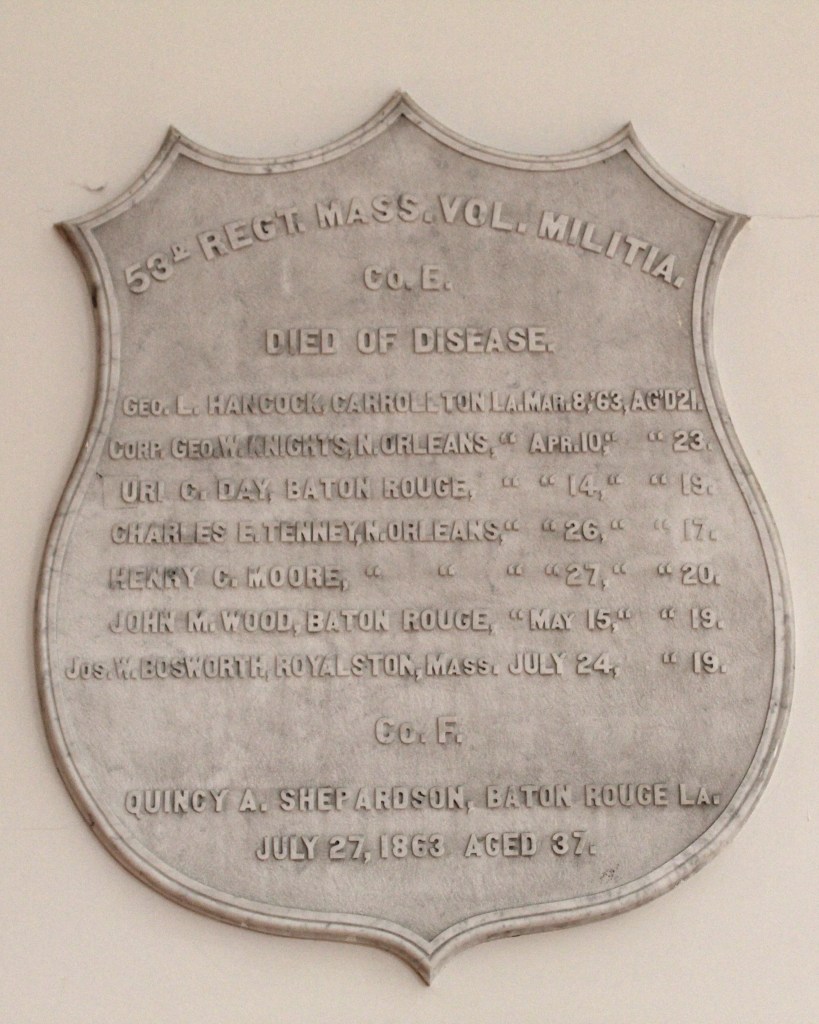 53ᴅ REGT. MASS. VOL. MILITIA.
Co. E.
DIED OF DISEASE.
GEO. L. HANCOCK, CARROLLTON LA. MAR. 8, '63, AG'D 21.
CORP. GEO. W. KNIGHTS, N. ORLEANS, " APR. 10, " " 23.
URI C. DAY, BATON ROUGE, " " 14, " " 19.
CHARLES E. TENNEY, N. ORLEANS, " " 26, " " 17.
HENRY C. MOORE, " " " " 27, " " 20.
JOHN M. WOOD, BATON ROUGE, " MAY 15, " " 19.
JOS. W. BOSWORTH, ROYALSTON, MASS. JULY 24, " 19.
Co. F.
QUINCY A. SHEPARDSON, BATON ROUGE LA.
JULY 27, 1863 AGED 37.